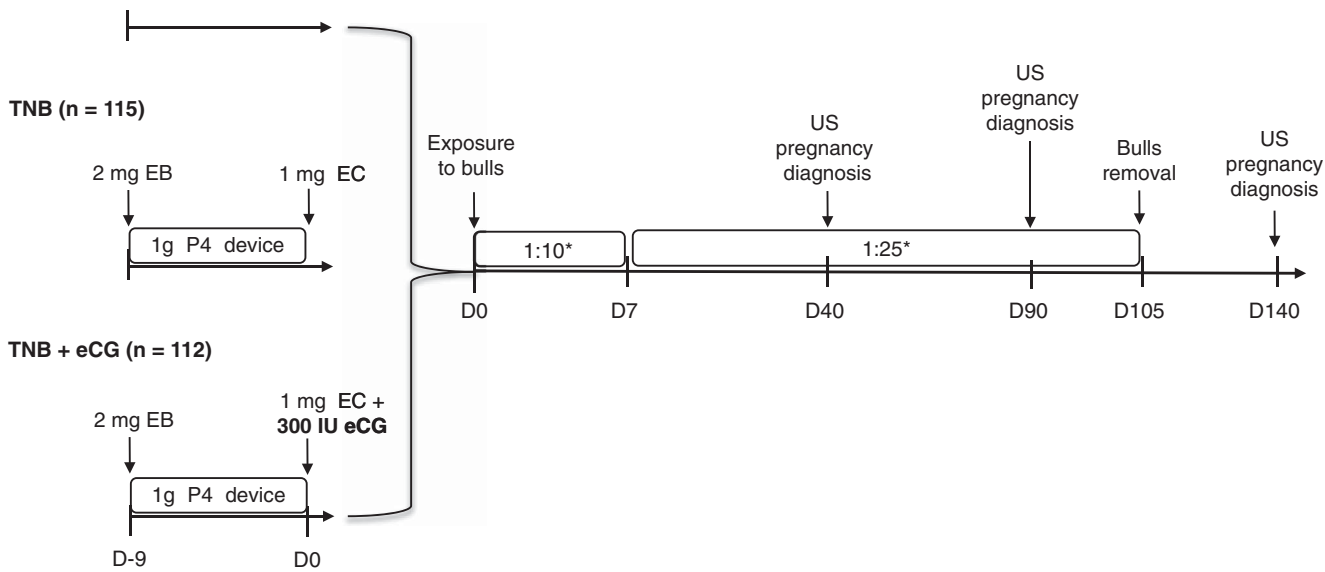 TNB (n = 115)
2 mg EB
1 mg EC
1g P4 device
TNB + eCG (n = 112)
2 mg EB
1 mg EC +
300 IU eCG
1g P4 device
D-9
D0
Exposure
to bulls
US
pregnancy
diagnosis
US
pregnancy
diagnosis
Bulls
removal
US
pregnancy
diagnosis
1:10*
1:25*
D0
D7
D40
D90
D105
D140